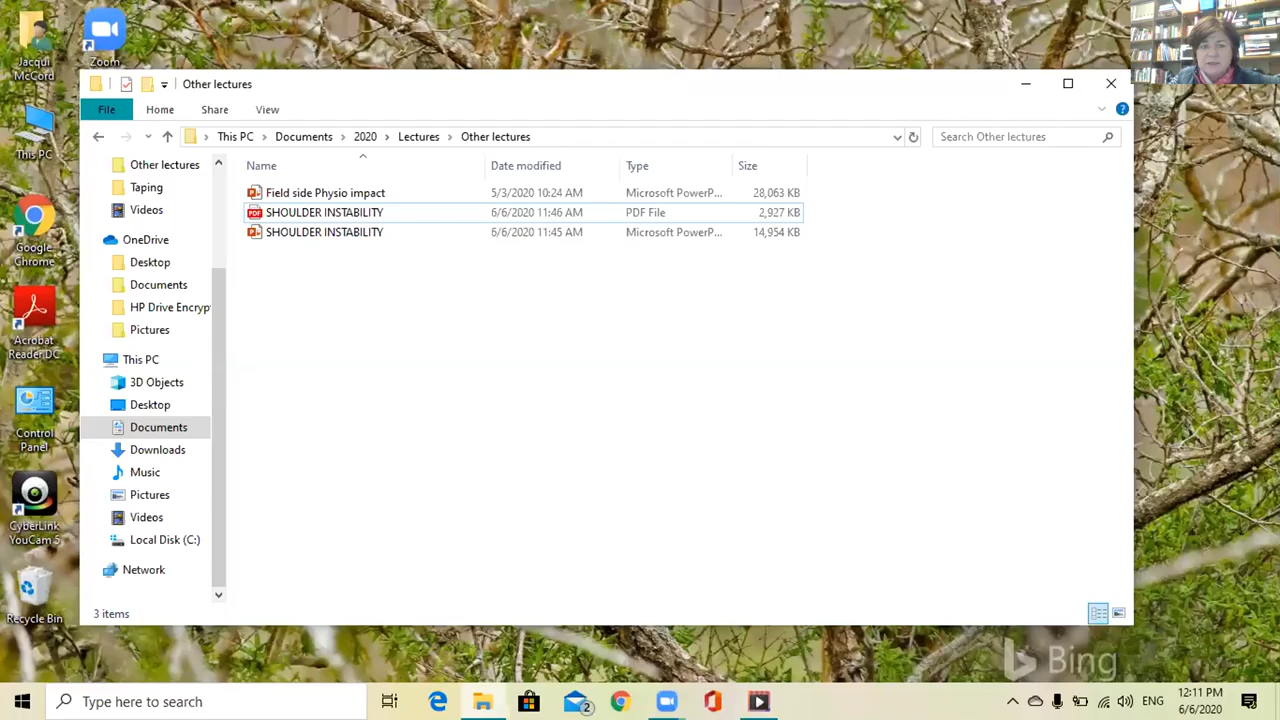 Jacqui
McCord
Zoom
This PC
Google
Chrome
Acrobat
Reader DC
Control
Panel
CyberLink
YouCam 5
Recycle Bin
Other lectures
File
Home
Share
View
This PC
Documents
2020
Lectures
Other lectures
Search Other lectures
Other lectures
Taping
Videos
OneDrive
Desktop
Documents
HP Drive Encryp
Pictures
This PC
3D Objects
Desktop
Documents
Downloads
Music
Pictures
Videos
Local Disk (C:)
Network
Name Date modified Type Size
Field side Physio impact 5/3/2020 10:24 AM Microsoft PowerP... 28,063 KB
SHOULDER INSTABILITY 6/6/2020 11:46 AM PDF File 2,927 KB
SHOULDER INSTABILITY 6/6/2020 11:45 AM Microsoft PowerP... 14,954 KB
3 items
Bing
Type here to search
2
ENG
12:11 PM
6/6/2020